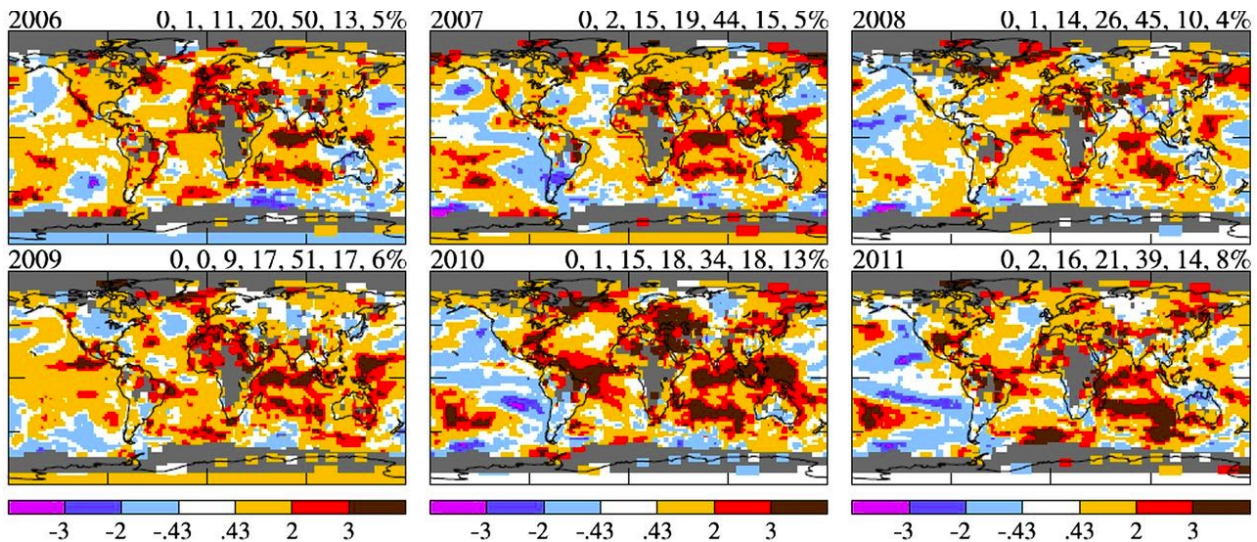 2006 0, 1, 11, 20, 50, 13, 5%
2007 0, 2, 15, 19, 44, 15, 5%
2008 0, 1, 14, 26, 45, 10, 4%
2009 0, 0, 9, 17, 51, 17, 6%
2010 0, 1, 15, 18, 34, 18, 13%
2011 0, 2, 16, 21, 39, 14, 8%
-3 -2 -.43 .43 2 3
-3 -2 -.43 .43 2 3
-3 -2 -.43 .43 2 3